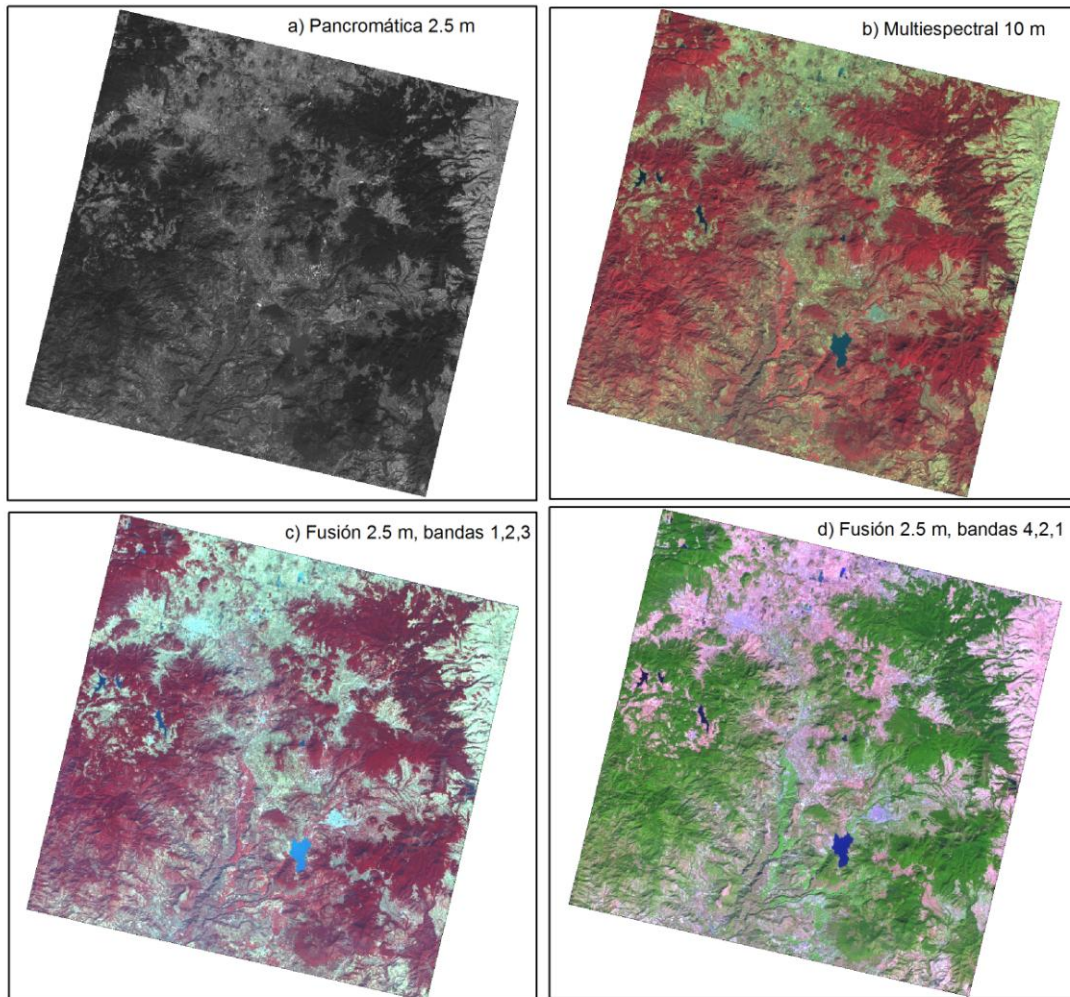 a) Pancromática 2.5 m
b) Multiespectral 10 m
c) Fusión 2.5 m, bandas 1,2,3
d) Fusión 2.5 m, bandas 4,2,1